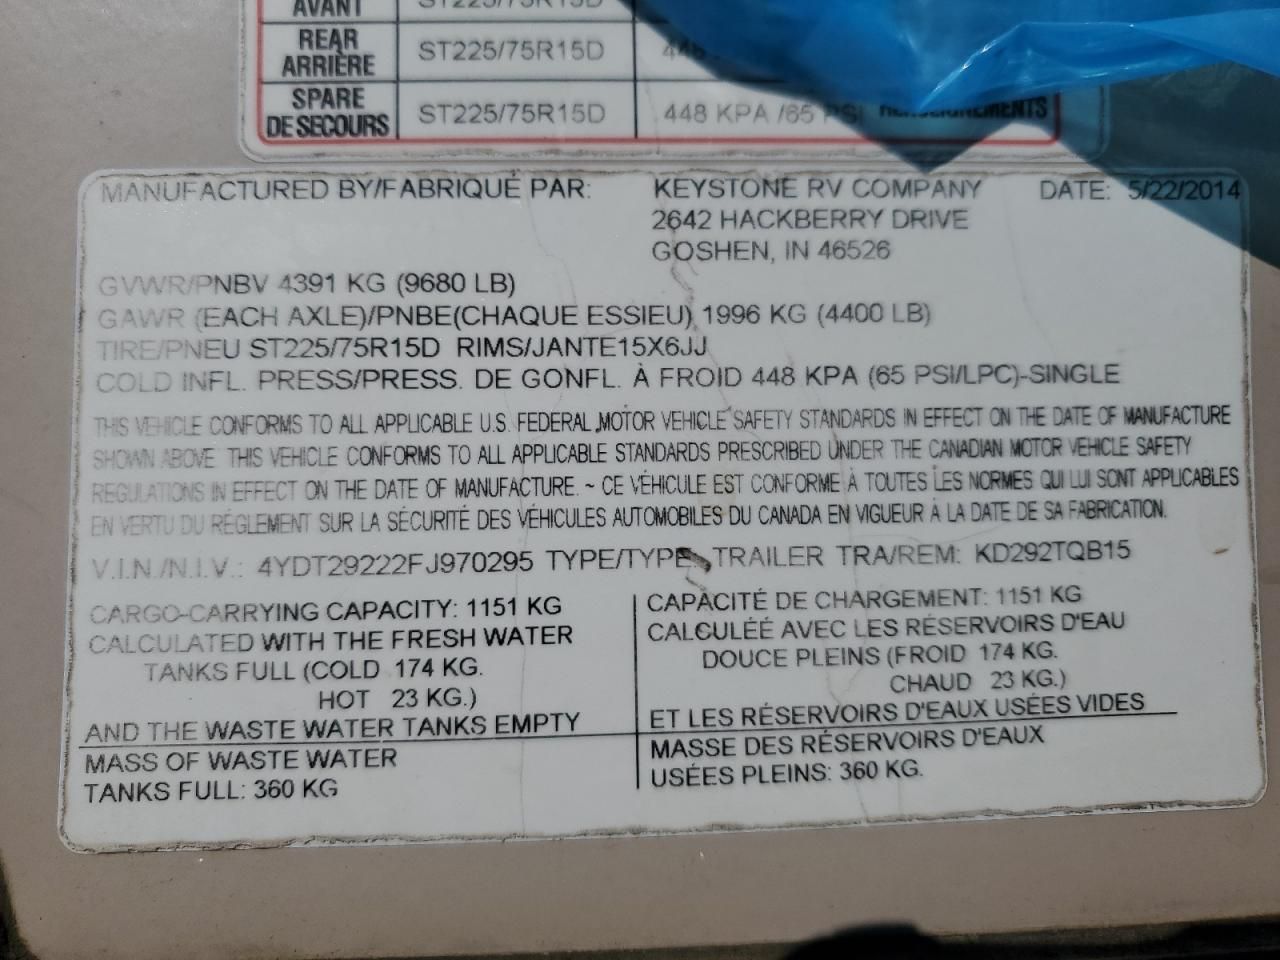 AVANT ST225/75R15D
REAR ST225/75R15D 448
ARRIÈRE
SPARE ST225/75R15D 448 KPA /65 PSI RENSEIGNEMENTS
DE SECOURS
MANUFACTURED BY/FABRIQUÉ PAR: KEYSTONE RV COMPANY DATE: 5/22/2014
2642 HACKBERRY DRIVE
GOSHEN, IN 46526
GVWR/PNBV 4391 KG (9680 LB)
GAWR (EACH AXLE)/PNBE(CHAQUE ESSIEU) 1996 KG (4400 LB)
TIRE/PNEU ST225/75R15D RIMS/JANTE15X6JJ
COLD INFL. PRESS/PRESS. DE GONFL. À FROID 448 KPA (65 PSI/LPC)-SINGLE
THIS VEHICLE CONFORMS TO ALL APPLICABLE U.S. FEDERAL MOTOR VEHICLE SAFETY STANDARDS IN EFFECT ON THE DATE OF MANUFACTURE
SHOWN ABOVE THIS VEHICLE CONFORMS TO ALL APPLICABLE STANDARDS PRESCRIBED UNDER THE CANADIAN MOTOR VEHICLE SAFETY
REGULATIONS IN EFFECT ON THE DATE OF MANUFACTURE. ~ CE VÉHICULE EST CONFORME À TOUTES LES NORMES QUI LUI SONT APPLICABLES
EN VERTU DU RÉGLEMENT SUR LA SÉCURITÉ DES VÉHICULES AUTOMOBILES DU CANADA EN VIGUEUR À LA DATE DE SA FABRICATION.
V.I.N./N.I.V.: 4YDT29222FJ970295 TYPE/TYPE TRAILER TRA/REM: KD292TQB15
CARGO-CARRYING CAPACITY: 1151 KG
CALCULATED WITH THE FRESH WATER
TANKS FULL (COLD 174 KG.
HOT 23 KG.)
AND THE WASTE WATER TANKS EMPTY
MASS OF WASTE WATER
TANKS FULL: 360 KG
CAPACITÉ DE CHARGEMENT: 1151 KG
CALCULÉE AVEC LES RÉSERVOIRS D'EAU
DOUCE PLEINS (FROID 174 KG.
CHAUD 23 KG.)
ET LES RÉSERVOIRS D'EAUX USÉES VIDES
MASSE DES RÉSERVOIRS D'EAUX
USÉES PLEINS: 360 KG.